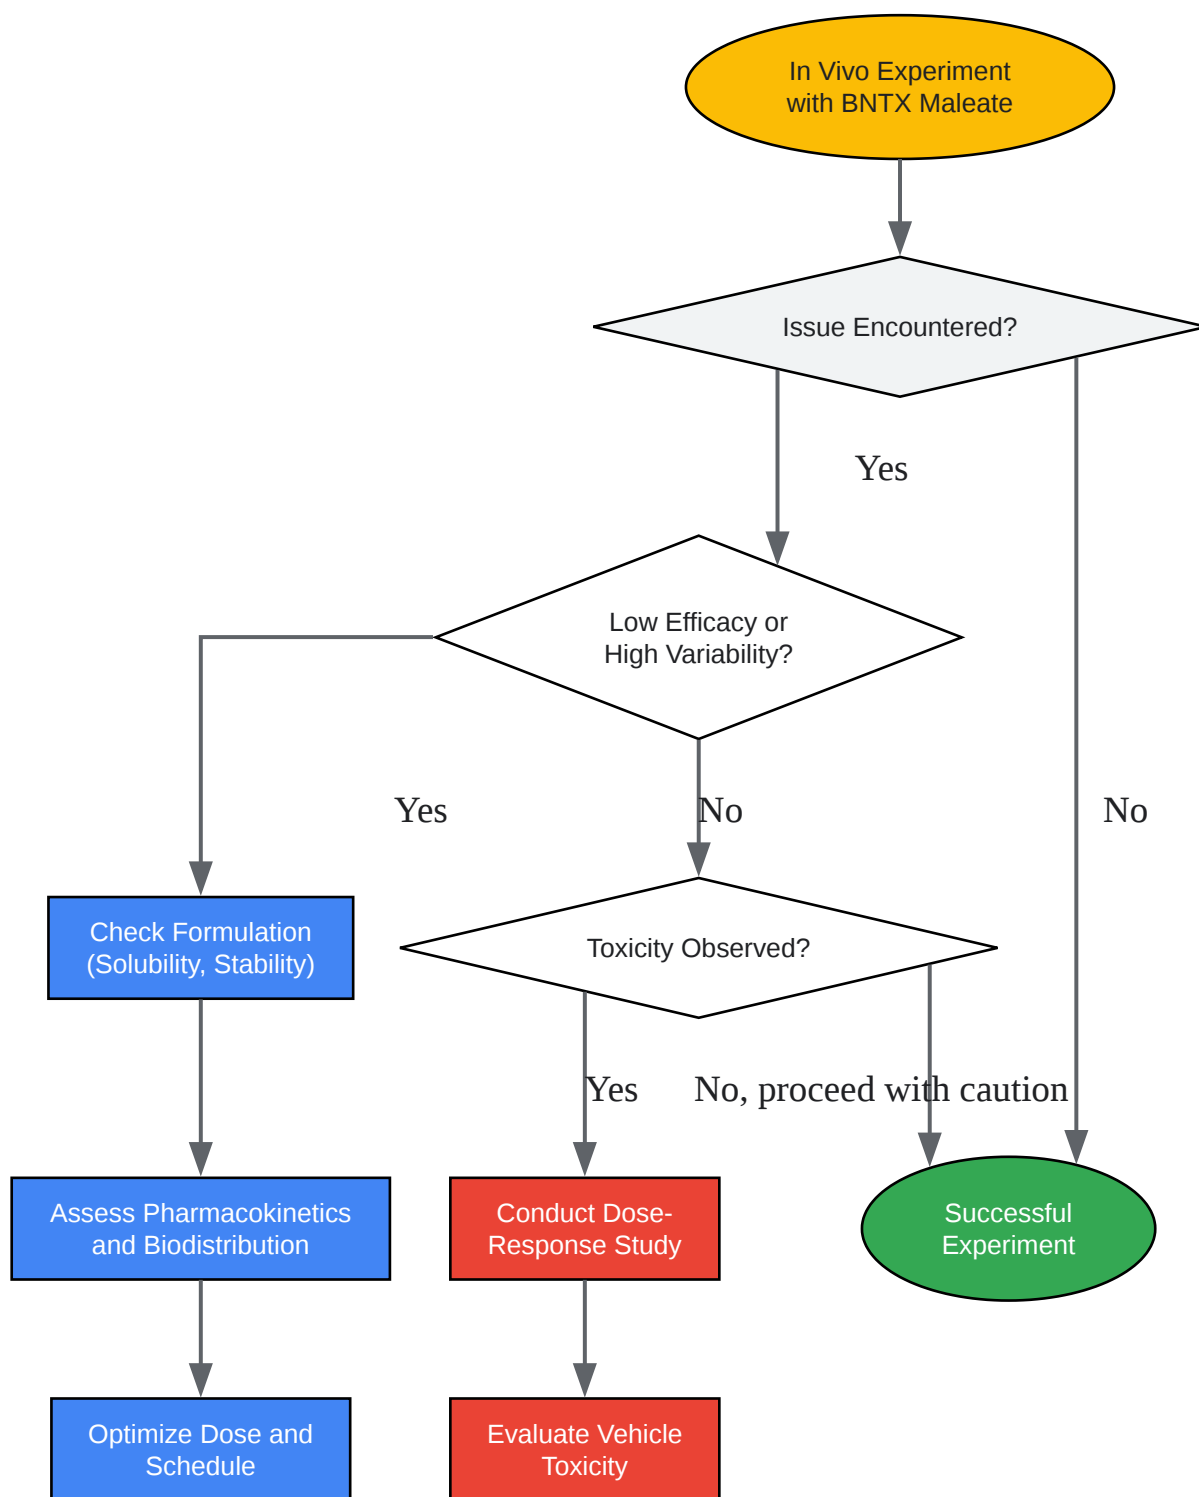 In Vivo Experiment
with BNTX Maleate
Issue Encountered?
Yes
Low Efficacy or
High Variability?
Yes
No
No
Check Formulation
(Solubility, Stability)
Toxicity Observed?
Yes
No, proceed with caution
Assess Pharmacokinetics
and Biodistribution
Conduct Dose-
Response Study
Successful
Experiment
Optimize Dose and
Schedule
Evaluate Vehicle
Toxicity